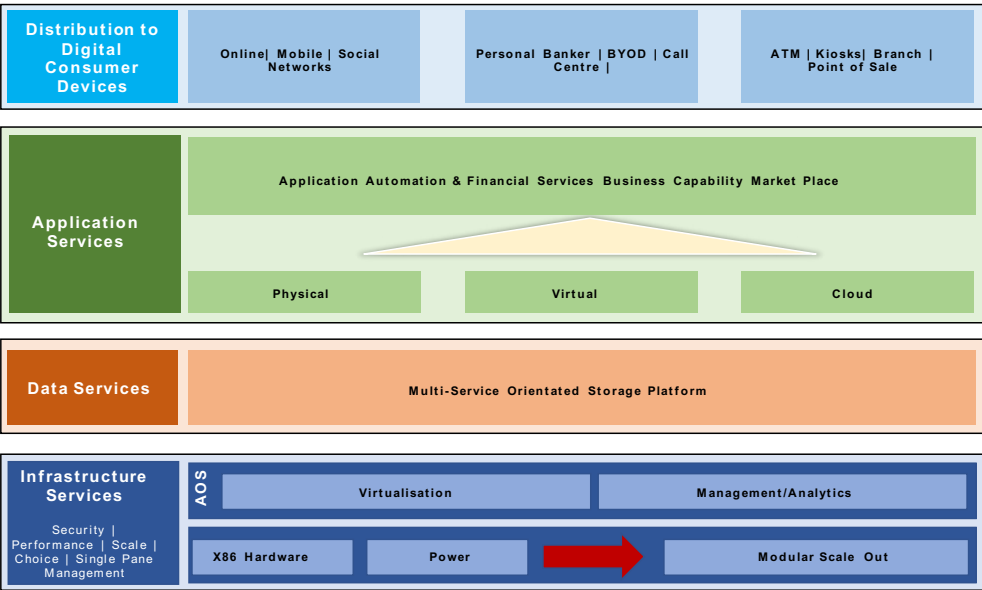 Distribution to
Digital
Consumer
Devices
Online| Mobile | Social
Networks
Personal Banker | BYOD | Call
Centre |
ATM | Kiosks| Branch |
Point of Sale
Application
Services
Application Automation & Financial Services Business Capability Market Place
Physical
Virtual
Cloud
Data Services
Multi-Service Orientated Storage Platform
Infrastructure
Services
Security |
Performance | Scale |
Choice | Single Pane
Management
AOS
Virtualisation
Management/Analytics
X86 Hardware
Power
Modular Scale Out